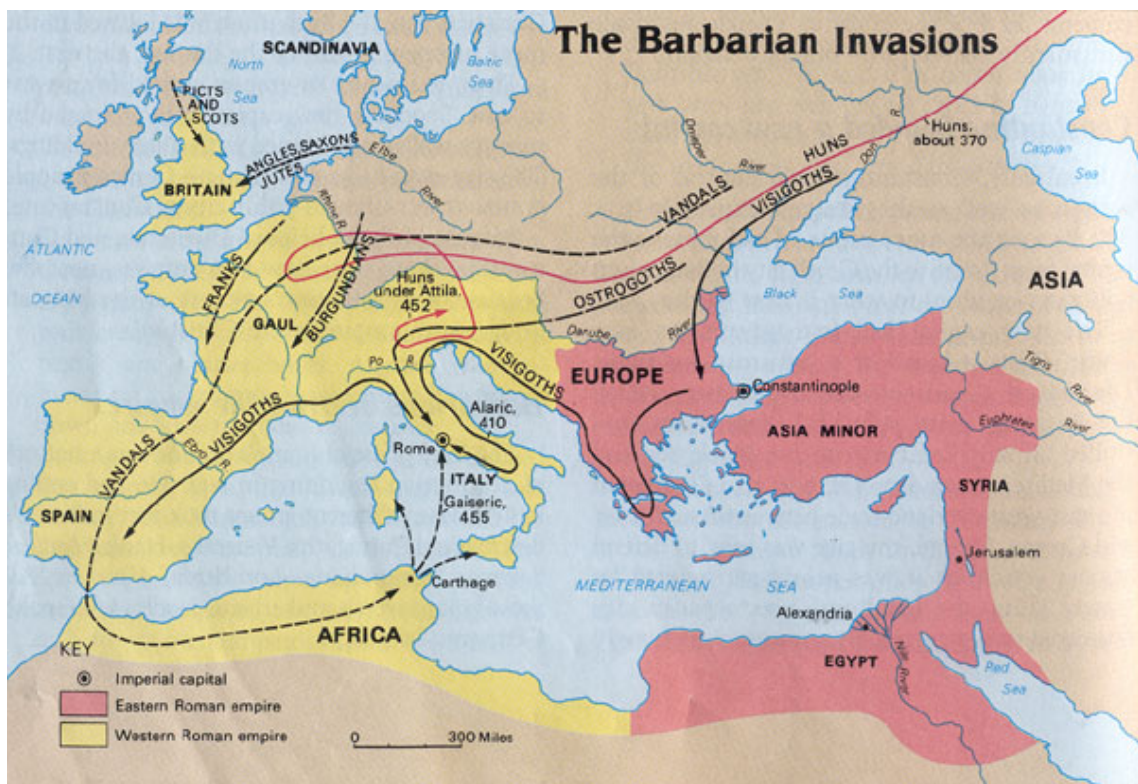 The Barbarian Invasions
SCANDINAVIA
North
Sea
Baltic
Sea
PICTS
AND
SCOTS
ANGLES, SAXONS
JUTES
BRITAIN
Elbe
River
Rhine R.
Dnieper
River
Don
R.
HUNS
Huns,
about 370
Caspian
Sea
VANDALS
VISIGOTHS
ATLANTIC
OCEAN
FRANKS
BURGUNDIANS
GAUL
Huns
under Attila,
452
OSTROGOTHS
Danube
River
Black Sea
ASIA
Po
R.
VISIGOTHS
EUROPE
Constantinople
Tigris
River
Euphrates River
VISIGOTHS
Alaric,
410
ASIA MINOR
VANDALS
Ebro
R.
Rome
ITALY
Gaiseric,
455
SYRIA
SPAIN
Jerusalem
Carthage
MEDITERRANEAN SEA
Alexandria
AFRICA
EGYPT
Nile
River
Red
Sea
KEY
Imperial capital
Eastern Roman empire
Western Roman empire
0 300 Miles